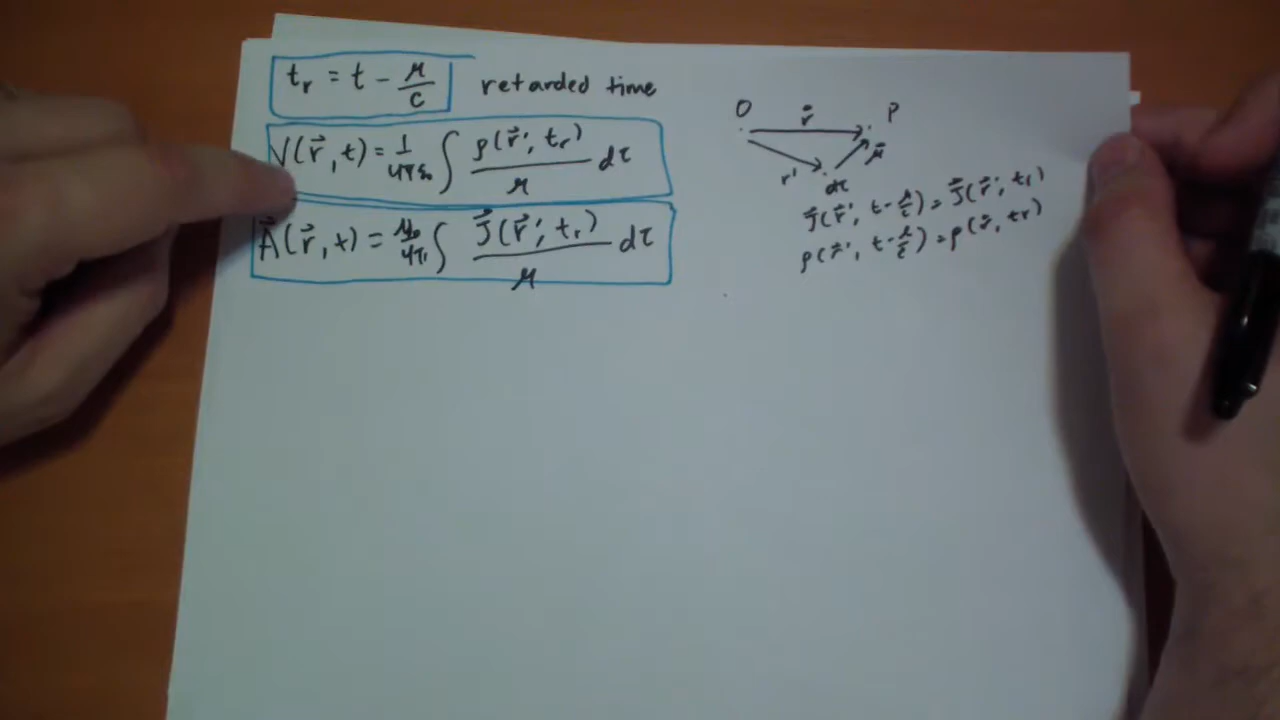 t_r = t - 𝓇/c retarded time
V(r⃗, t) = 1/4πε₀ ∫ ρ(r⃗', t_r)/𝓇 dτ
A⃗(r⃗, t) = μ₀/4π ∫ J⃗(r⃗', t_r)/𝓇 dτ
O r⃗ P
r' dτ 𝓇⃗
J⃗(r⃗', t - 𝓇/c) = J⃗(r⃗', t_r)
ρ(r⃗', t - 𝓇/c) = ρ(r⃗', t_r)